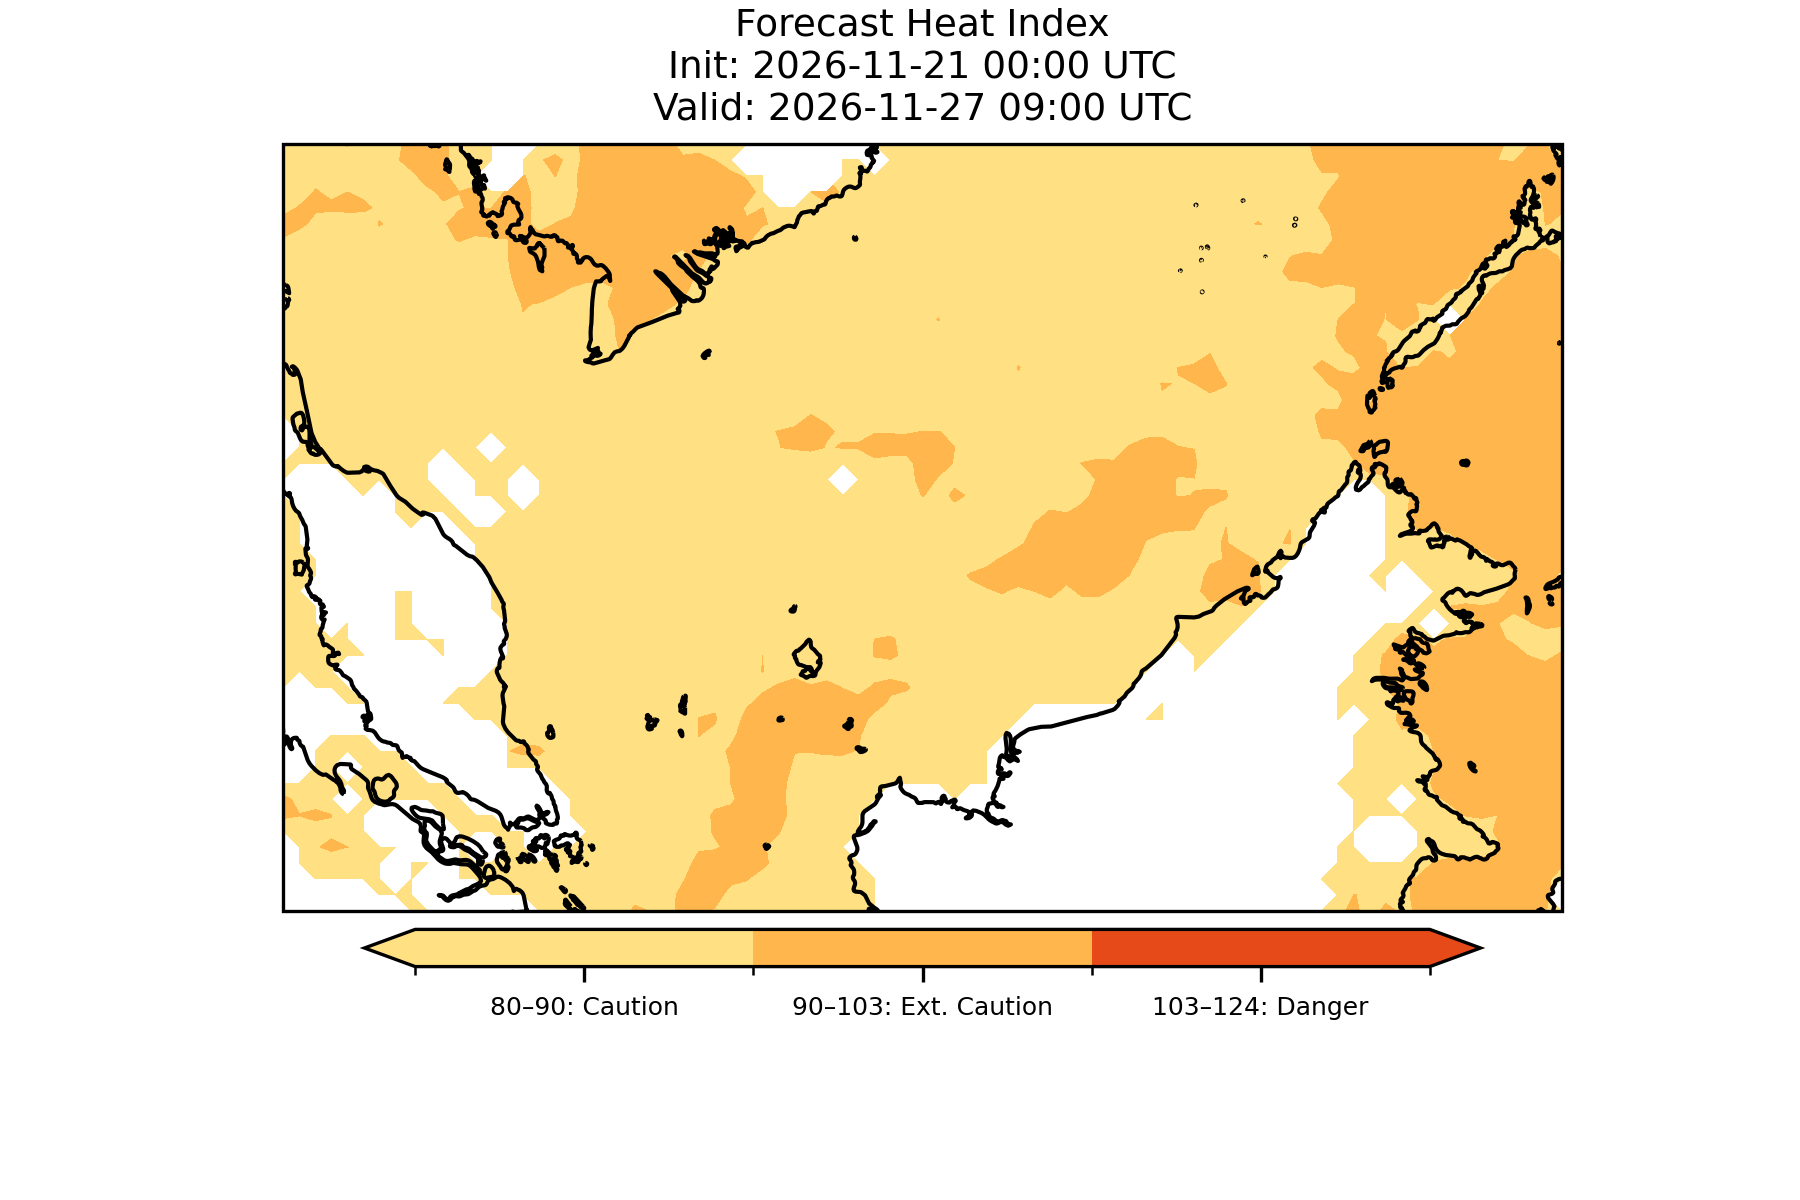 Forecast Heat Index
Init: 2026-11-21 00:00 UTC
Valid: 2026-11-27 09:00 UTC
80–90: Caution
90–103: Ext. Caution
103–124: Danger